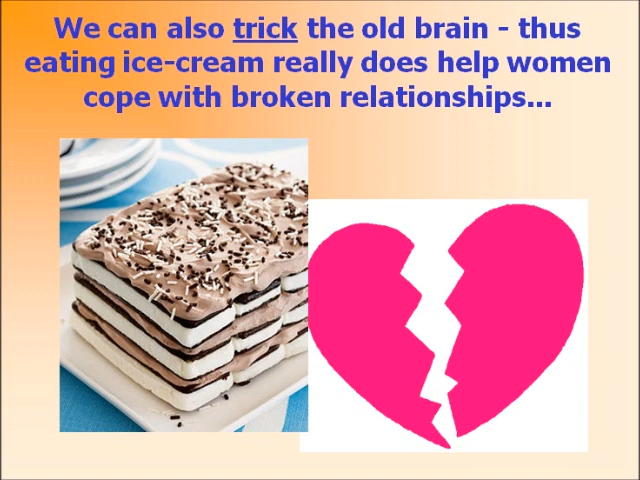 We can also trick the old brain - thus
eating ice-cream really does help women
cope with broken relationships...